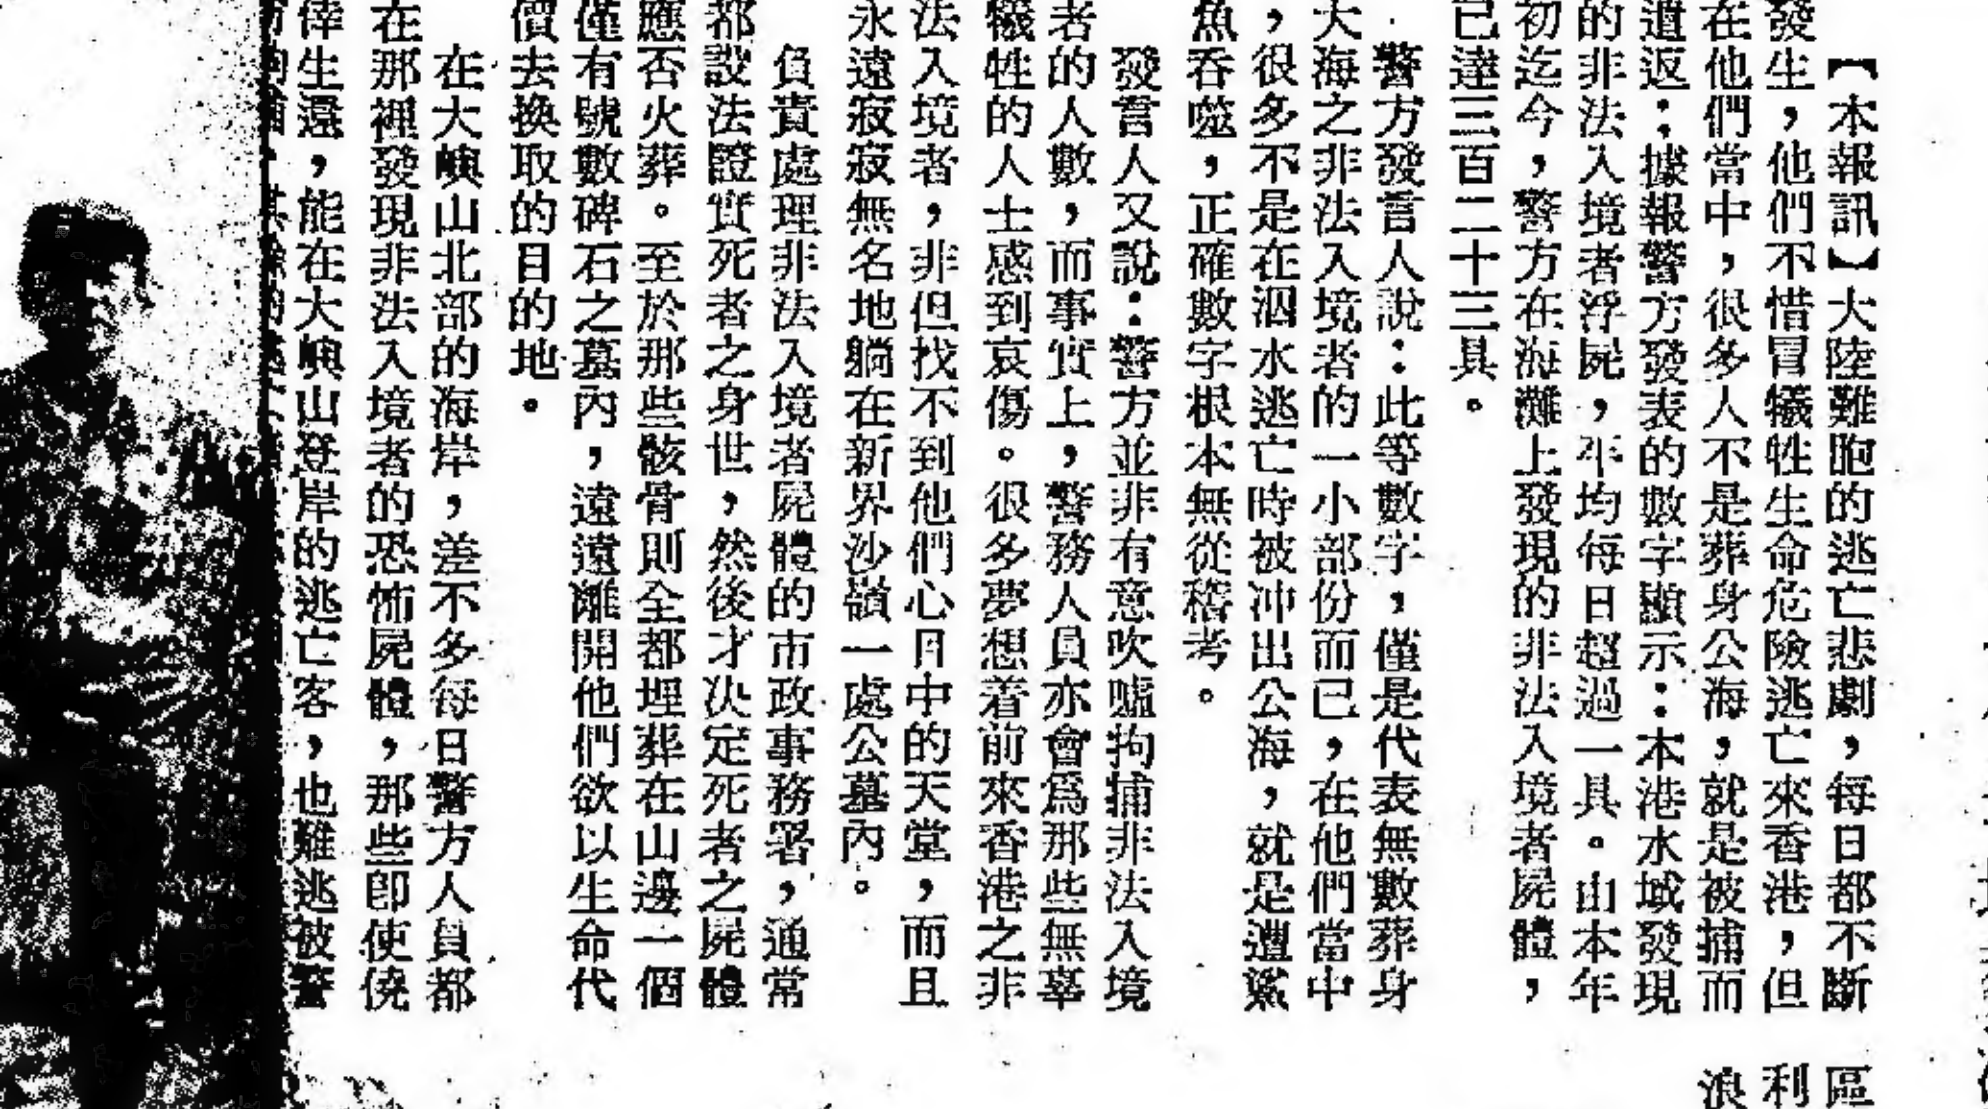 【本報訊】大陸難胞的逃亡悲劇，每日都不斷
發生，他們不惜冒犧牲生命危險逃亡來香港，但
在他們當中，很多人不是葬身公海，就是被捕而
遣返；據報警方發表的數字顯示：本港水域發現
的非法入境者浮屍，平均每日超過一具。由本年
初迄今，警方在海灘上發現的非法入境者屍體，
已達三百二十三具。
警方發言人說：此等數字，僅是代表無數葬身
大海之非法入境者的一小部份而已，在他們當中
，很多不是在泅水逃亡時被冲出公海，就是遭鯊
魚吞噬，正確數字根本無從稽考。
發言人又說：警方並非有意吹噓拘捕非法入境
者的人數，而事實上，警務人員亦會爲那些無辜
犧牲的人士感到哀傷。很多夢想着前來香港之非
法入境者，非但找不到他們心目中的天堂，而且
永遠寂寂無名地躺在新界沙嶺一處公墓內。
負責處理非法入境者屍體的市政事務署，通常
都設法證實死者之身世，然後才決定死者之屍體
應否火葬。至於那些骸骨則全都埋葬在山邊一個
僅有號數碑石之墓內，遠遠離開他們欲以生命代
價去換取的目的地。
在大嶼山北部的海岸，差不多每日警方人員都
在那裡發現非法入境者的恐怖屍體，那些卽使僥
倖生還，能在大嶼山登岸的逃亡客，也難逃被警
區
利
浪